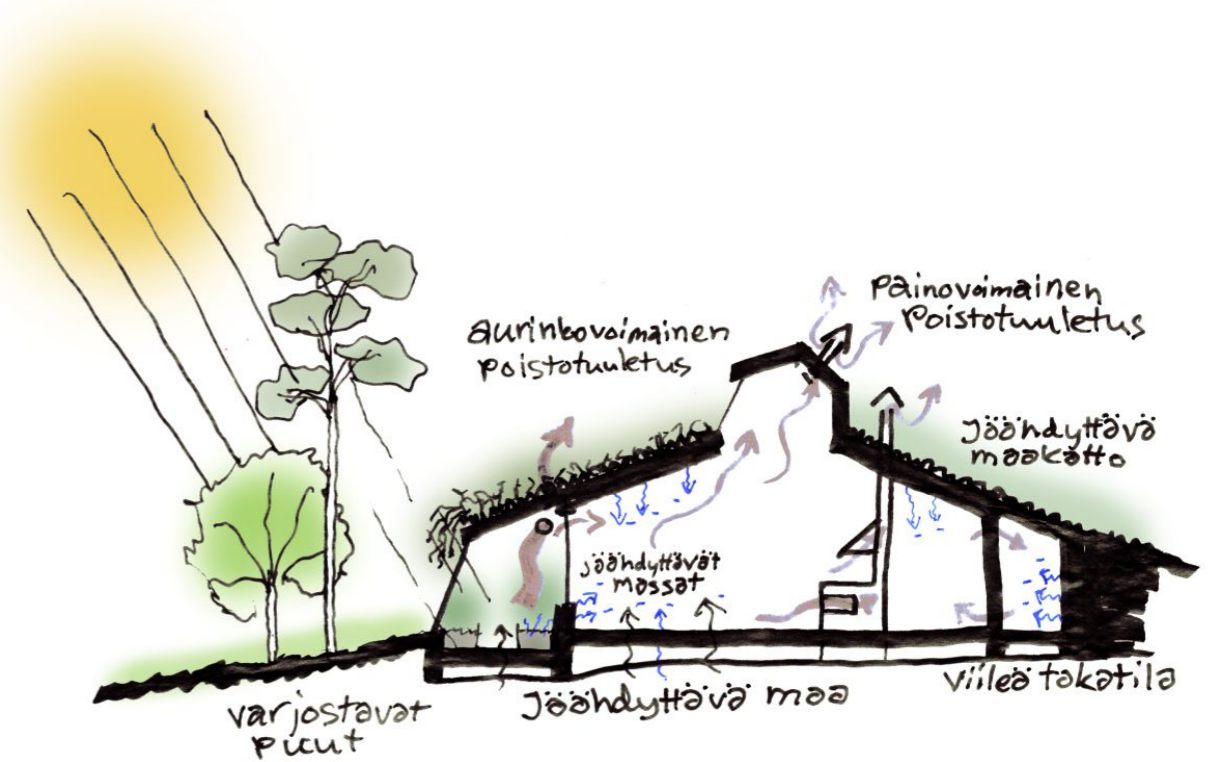 painovoimainen
poistotuuletus
aurinkovoimainen
poistotuuletus
jäähdyttävä
maakatto
jäähdyttävät
massat
jäähdyttävä maa
viileä takatila
varjostavat
puut